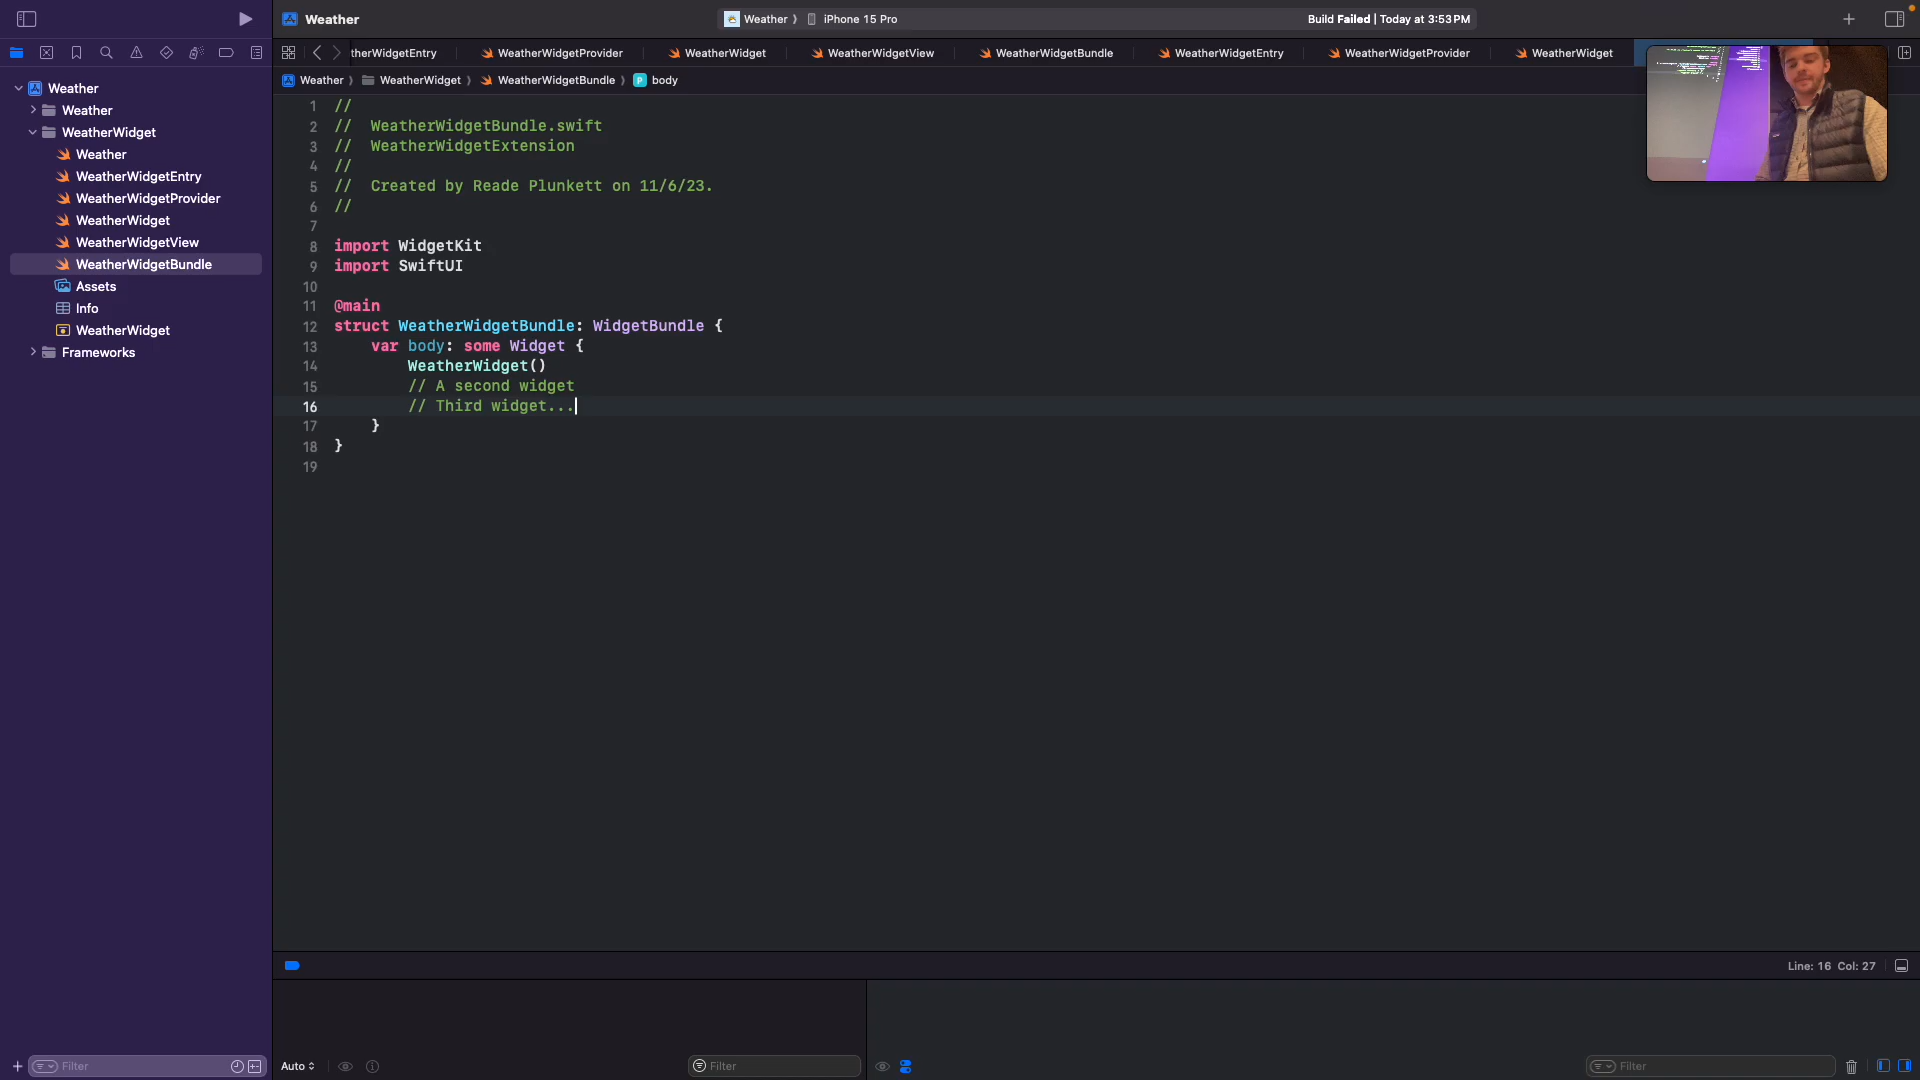 Weather
Weather
iPhone 15 Pro
Build Failed | Today at 3:53 PM
therWidgetEntry
WeatherWidgetProvider
WeatherWidget
WeatherWidgetView
WeatherWidgetBundle
WeatherWidgetEntry
WeatherWidgetProvider
WeatherWidget
Weather
WeatherWidget
WeatherWidgetBundle
P body
Weather
Weather
WeatherWidget
Weather
WeatherWidgetEntry
WeatherWidgetProvider
WeatherWidget
WeatherWidgetView
WeatherWidgetBundle
Assets
Info
WeatherWidget
Frameworks
1 //
2 //  WeatherWidgetBundle.swift
3 //  WeatherWidgetExtension
4 //
5 //  Created by Reade Plunkett on 11/6/23.
6 //
7
8 import WidgetKit
9 import SwiftUI
10
11 @main
12 struct WeatherWidgetBundle: WidgetBundle {
13     var body: some Widget {
14         WeatherWidget()
15         // A second widget
16         // Third widget...
17     }
18 }
19
Line: 16 Col: 27
Filter
Auto
Filter
Filter